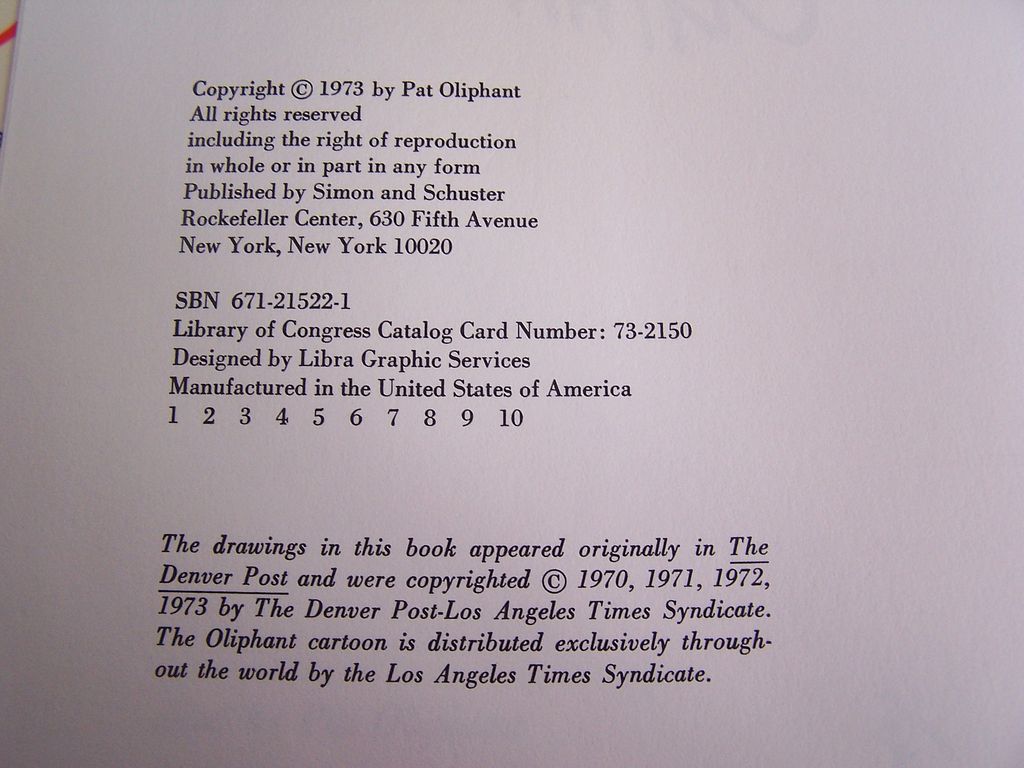 Copyright © 1973 by Pat Oliphant
All rights reserved
including the right of reproduction
in whole or in part in any form
Published by Simon and Schuster
Rockefeller Center, 630 Fifth Avenue
New York, New York 10020
SBN 671-21522-1
Library of Congress Catalog Card Number: 73-2150
Designed by Libra Graphic Services
Manufactured in the United States of America
1 2 3 4 5 6 7 8 9 10
The drawings in this book appeared originally in The
Denver Post and were copyrighted © 1970, 1971, 1972,
1973 by The Denver Post-Los Angeles Times Syndicate.
The Oliphant cartoon is distributed exclusively through-
out the world by the Los Angeles Times Syndicate.